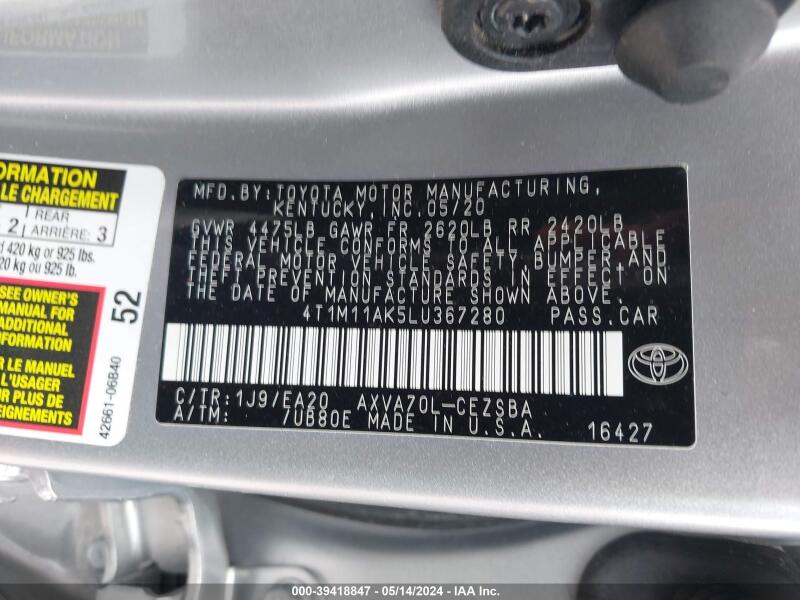 FORMATION
LE CHARGEMENT
2 REAR
ARRIÈRE 3
420 kg or 925 lbs.
20 kg ou 925 lb.
SEE OWNER'S
MANUAL FOR
ADDITIONAL
INFORMATION
LE MANUEL
L'USAGER
UR PLUS
52
42661-06B40
MFD. BY: TOYOTA MOTOR MANUFACTURING,
KENTUCKY, INC. 05/20
GVWR 4475LB GAWR FR 2620LB RR 2420LB
THIS VEHICLE CONFORMS TO ALL APPLICABLE
FEDERAL MOTOR VEHICLE SAFETY, BUMPER AND
THEFT PREVENTION STANDARDS IN EFFECT ON
THE DATE OF MANUFACTURE SHOWN ABOVE.
4T1M11AK5LU367280 PASS.CAR
C/TR: 1J9/EA20 AXVA70L-CEZSBA
A/TM: 7UB80E MADE IN U.S.A. 16427
000-39418847 - 05/14/2024 - IAA Inc.